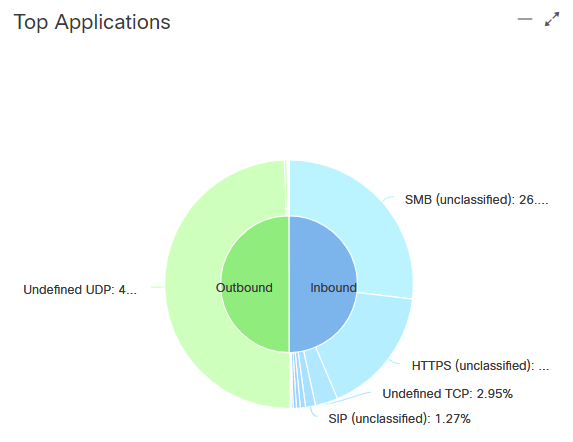 Top Applications
SMB (unclassified): 26....
Outbound
Inbound
Undefined UDP: 4...
HTTPS (unclassified): ...
Undefined TCP: 2.95%
SIP (unclassified): 1.27%